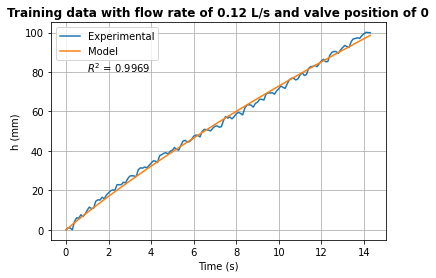 Training data with flow rate of 0.12 L/s and valve position of 0
Experimental
Model
R² = 0.9969
h (mm)
100
80
60
40
20
0
0 2 4 6 8 10 12 14
Time (s)